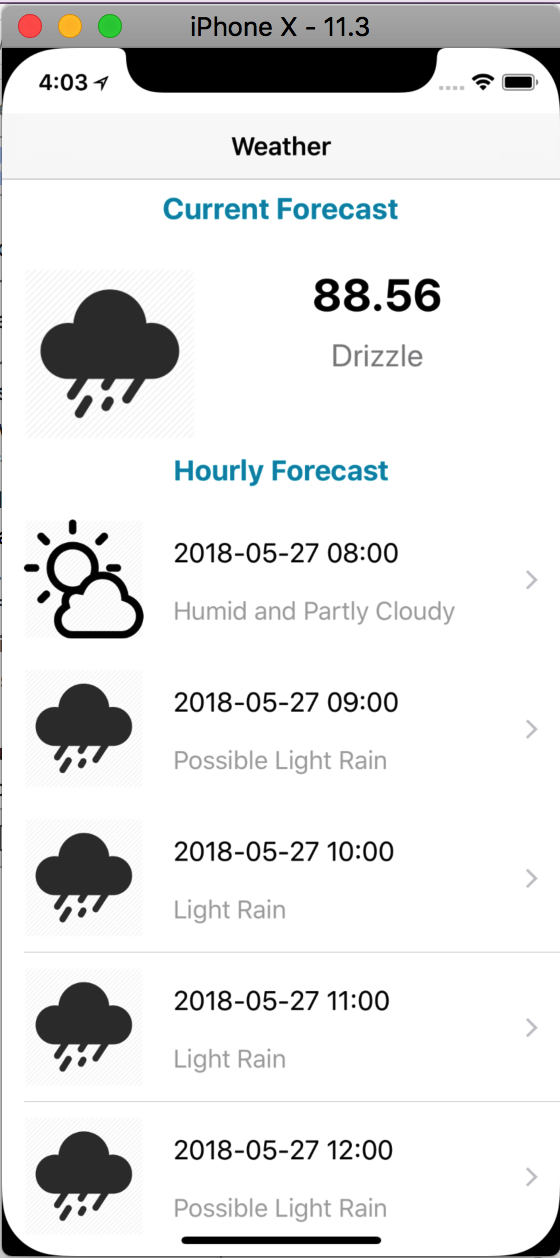 iPhone X - 11.3
4:03
Weather
Current Forecast
88.56
Drizzle
Hourly Forecast
2018-05-27 08:00
Humid and Partly Cloudy
2018-05-27 09:00
Possible Light Rain
2018-05-27 10:00
Light Rain
2018-05-27 11:00
Light Rain
2018-05-27 12:00
Possible Light Rain